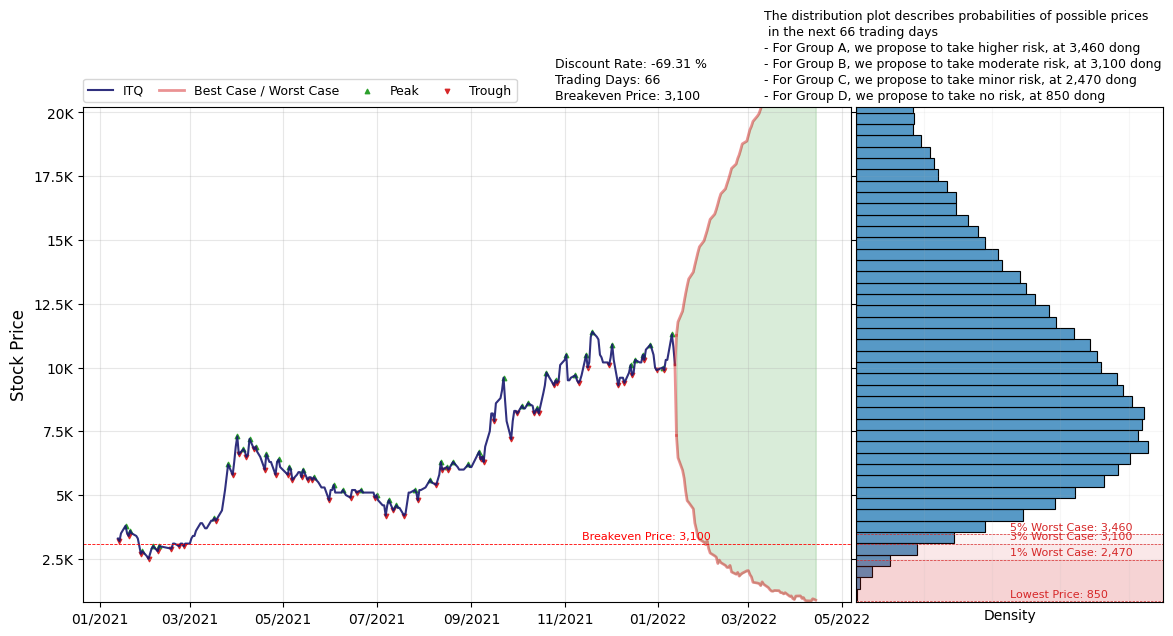 The distribution plot describes probabilities of possible prices
in the next 66 trading days
- For Group A, we propose to take higher risk, at 3,460 dong
- For Group B, we propose to take moderate risk, at 3,100 dong
- For Group C, we propose to take minor risk, at 2,470 dong
- For Group D, we propose to take no risk, at 850 dong
Discount Rate: -69.31 %
Trading Days: 66
Breakeven Price: 3,100
ITQ
Best Case / Worst Case
Peak
Trough
Stock Price
20K
17.5K
15K
12.5K
10K
7.5K
5K
2.5K
Breakeven Price: 3,100
01/2021
03/2021
05/2021
07/2021
09/2021
11/2021
01/2022
03/2022
05/2022
5% Worst Case: 3,460
3% Worst Case: 3,100
1% Worst Case: 2,470
Lowest Price: 850
Density